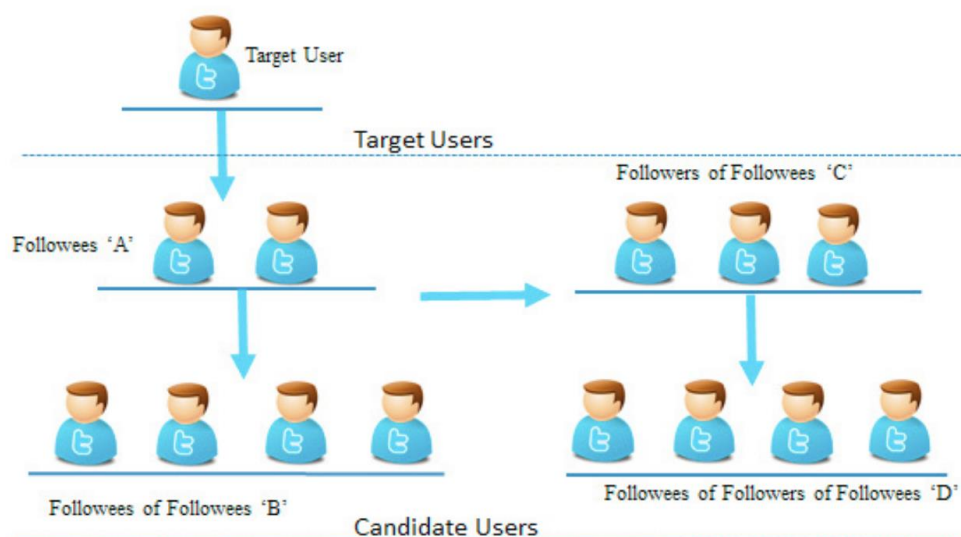 Target User
Target Users
Followers of Followees ‘C’
Followees ‘A’
Followees of Followees ‘B’
Followees of Followers of Followees ‘D’
Candidate Users